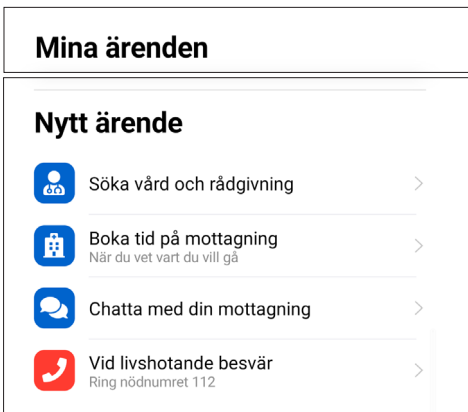 Mina ärenden
Nytt ärende
Söka vård och rådgivning
Boka tid på mottagning
När du vet vart du vill gå
Chatta med din mottagning
Vid livshotande besvär
Ring nödnumret 112